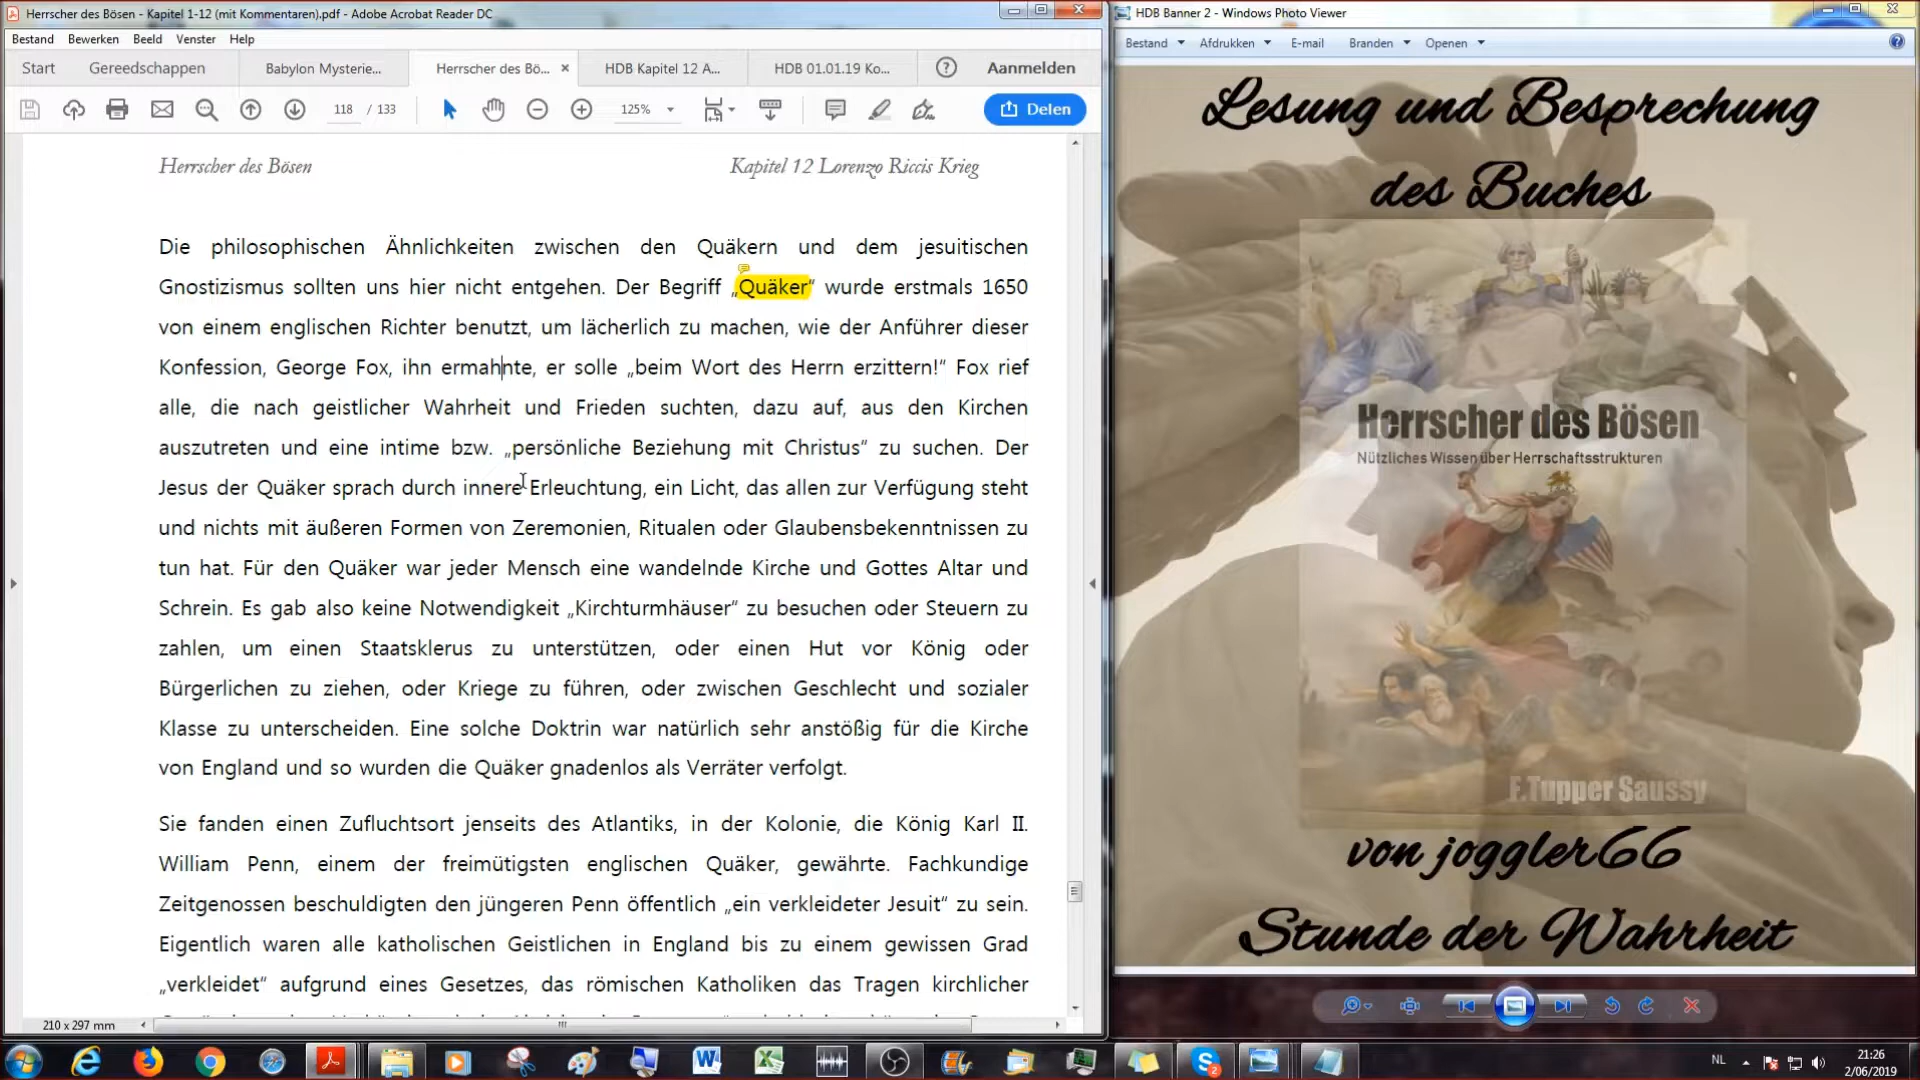 Herrscher des Bösen - Kapitel 1-12 (mit Kommentaren).pdf - Adobe Acrobat Reader DC
Bestand Bewerken Beeld Venster Help
Start Gereedschappen Babylon Mysterie... Herrscher des Bö... × HDB Kapitel 12 A... HDB 01.01.19 Ko... ? Aanmelden
118 / 133 125% Delen
Herrscher des Bösen Kapitel 12 Lorenzo Riccis Krieg
Die philosophischen Ähnlichkeiten zwischen den Quäkern und dem jesuitischen
Gnostizismus sollten uns hier nicht entgehen. Der Begriff „Quäker“ wurde erstmals 1650
von einem englischen Richter benutzt, um lächerlich zu machen, wie der Anführer dieser
Konfession, George Fox, ihn ermahnte, er solle „beim Wort des Herrn erzittern!“ Fox rief
alle, die nach geistlicher Wahrheit und Frieden suchten, dazu auf, aus den Kirchen
auszutreten und eine intime bzw. „persönliche Beziehung mit Christus“ zu suchen. Der
Jesus der Quäker sprach durch innere Erleuchtung, ein Licht, das allen zur Verfügung steht
und nichts mit äußeren Formen von Zeremonien, Ritualen oder Glaubensbekenntnissen zu
tun hat. Für den Quäker war jeder Mensch eine wandelnde Kirche und Gottes Altar und
Schrein. Es gab also keine Notwendigkeit „Kirchturmhäuser“ zu besuchen oder Steuern zu
zahlen, um einen Staatsklerus zu unterstützen, oder einen Hut vor König oder
Bürgerlichen zu ziehen, oder Kriege zu führen, oder zwischen Geschlecht und sozialer
Klasse zu unterscheiden. Eine solche Doktrin war natürlich sehr anstößig für die Kirche
von England und so wurden die Quäker gnadenlos als Verräter verfolgt.
Sie fanden einen Zufluchtsort jenseits des Atlantiks, in der Kolonie, die König Karl II.
William Penn, einem der freimütigsten englischen Quäker, gewährte. Fachkundige
Zeitgenossen beschuldigten den jüngeren Penn öffentlich „ein verkleideter Jesuit“ zu sein.
Eigentlich waren alle katholischen Geistlichen in England bis zu einem gewissen Grad
„verkleidet“ aufgrund eines Gesetzes, das römischen Katholiken das Tragen kirchlicher
210 x 297 mm
HDB Banner 2 - Windows Photo Viewer
Bestand Afdrukken E-mail Branden Openen
Lesung und Besprechung
des Buches
Herrscher des Bösen
Nützliches Wissen über Herrschaftsstrukturen
F.Tupper Saussy
von joggler66
Stunde der Wahrheit
NL 21:26
2/06/2019